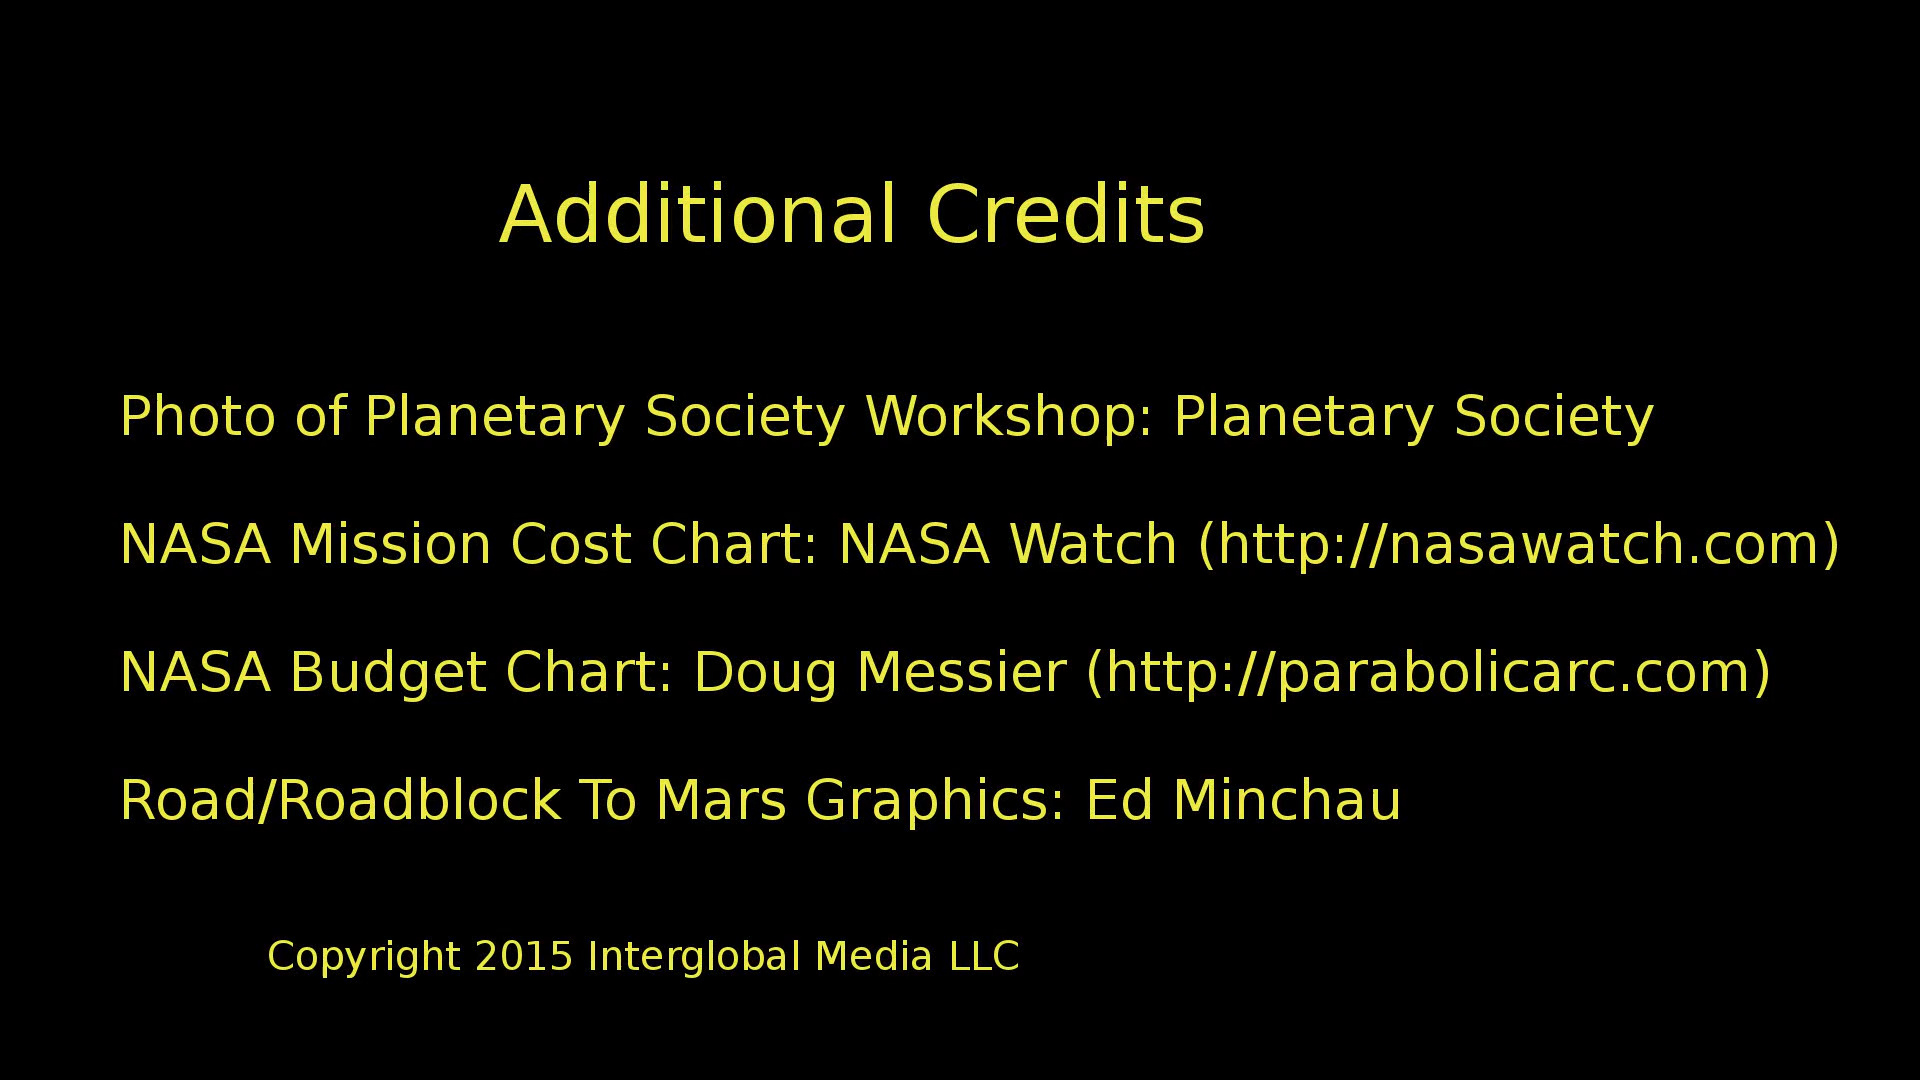 Additional Credits
Photo of Planetary Society Workshop: Planetary Society
NASA Mission Cost Chart: NASA Watch (http://nasawatch.com)
NASA Budget Chart: Doug Messier (http://parabolicarc.com)
Road/Roadblock To Mars Graphics: Ed Minchau
Copyright 2015 Interglobal Media LLC